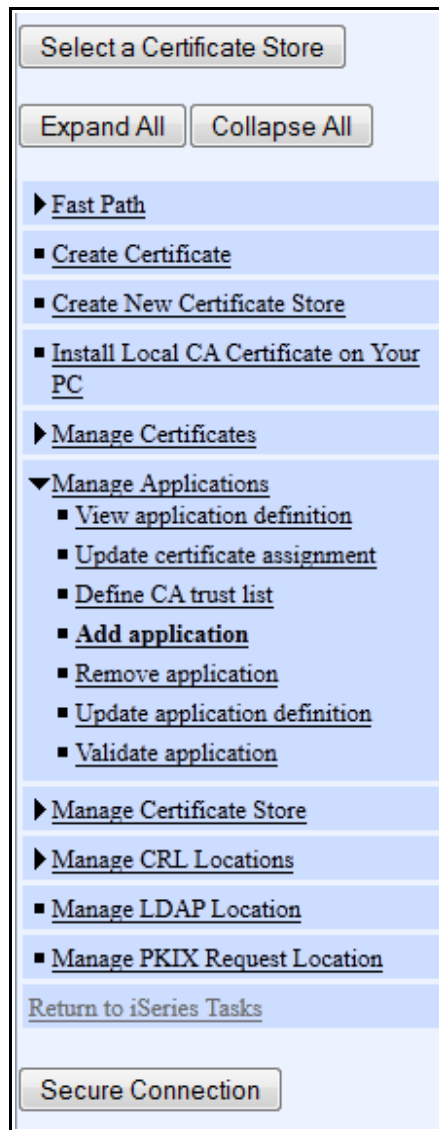 Select a Certificate Store
Expand All Collapse All
Fast Path
Create Certificate
Create New Certificate Store
Install Local CA Certificate on Your
PC
Manage Certificates
Manage Applications
View application definition
Update certificate assignment
Define CA trust list
Add application
Remove application
Update application definition
Validate application
Manage Certificate Store
Manage CRL Locations
Manage LDAP Location
Manage PKIX Request Location
Return to iSeries Tasks
Secure Connection